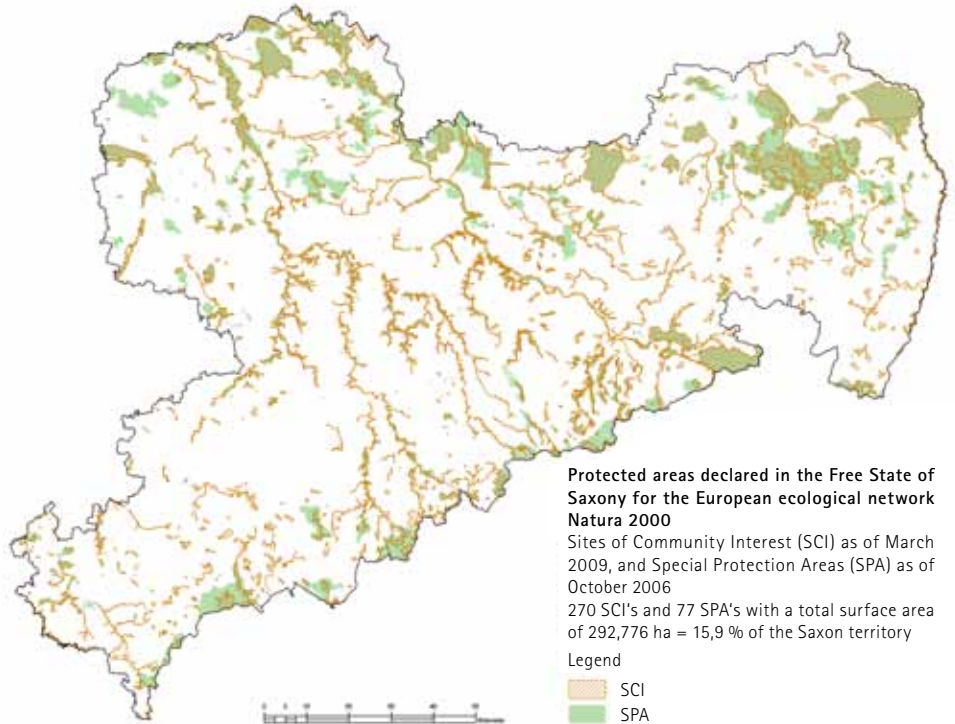 Protected areas declared in the Free State of
Saxony for the European ecological network
Natura 2000
Sites of Community Interest (SCI) as of March
2009, and Special Protection Areas (SPA) as of
October 2006
270 SCI's and 77 SPA's with a total surface area
of 292,776 ha = 15,9 % of the Saxon territory
Legend
SCI
SPA